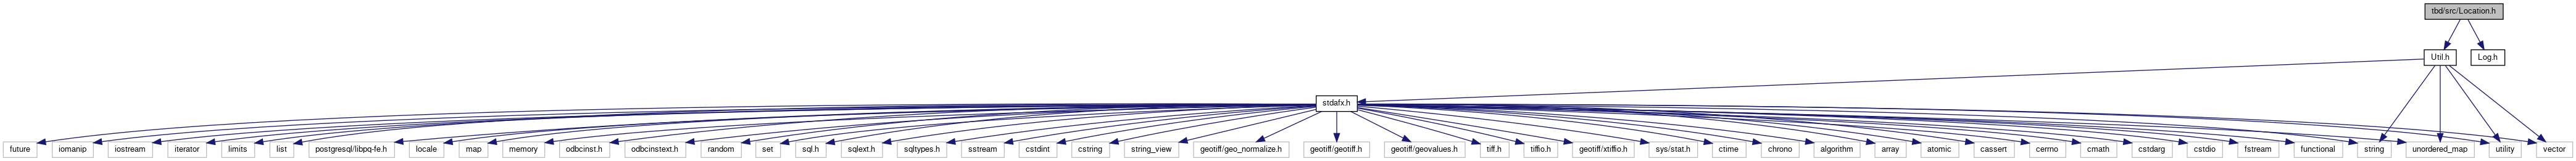 tbd/src/Location.h
Util.h
Log.h
stdafx.h
future
iomanip
iostream
iterator
limits
list
postgresql/libpq-fe.h
locale
map
memory
odbcinst.h
odbcinstext.h
random
set
sql.h
sqlext.h
sqltypes.h
sstream
cstdint
cstring
string_view
geotiff/geo_normalize.h
geotiff/geotiff.h
geotiff/geovalues.h
tiff.h
tiffio.h
geotiff/xtiffio.h
sys/stat.h
ctime
chrono
algorithm
array
atomic
cassert
cerrno
cmath
cstdarg
cstdio
fstream
functional
string
unordered_map
utility
vector